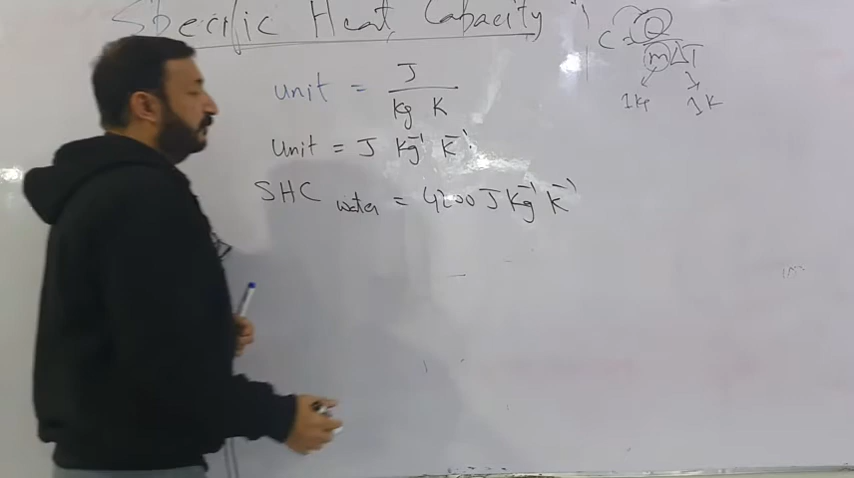 Specific Heat Capacity
C = Q
mΔT
1kg 1K
unit = J
kg K
unit = J kg⁻¹ K⁻¹
SHC water = 4200 J kg⁻¹ K⁻¹